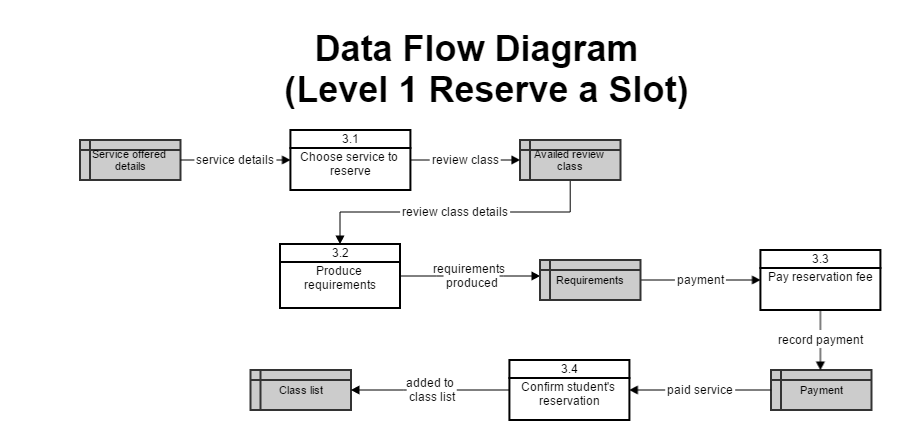 Data Flow Diagram
(Level 1 Reserve a Slot)
Service offered
details
service details
3.1
Choose service to
reserve
review class
Availed review
class
review class details
3.2
Produce
requirements
requirements
produced
Requirements
payment
3.3
Pay reservation fee
record payment
Class list
added to
class list
3.4
Confirm student's
reservation
paid service
Payment